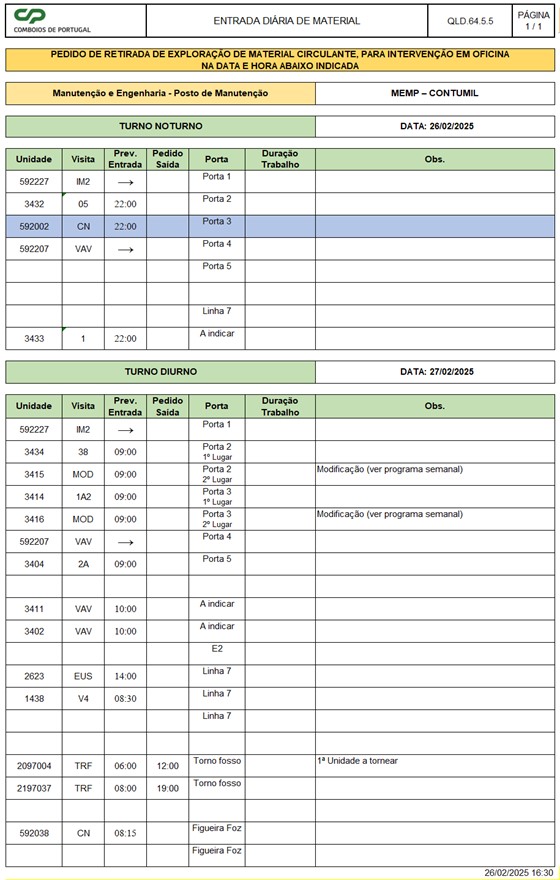 CP
COMBOIOS DE PORTUGAL
ENTRADA DIÁRIA DE MATERIAL
QLD.64.5.5
PÁGINA
1 / 1
PEDIDO DE RETIRADA DE EXPLORAÇÃO DE MATERIAL CIRCULANTE, PARA INTERVENÇÃO EM OFICINA
NA DATA E HORA ABAIXO INDICADA
Manutenção e Engenharia - Posto de Manutenção MEMP – CONTUMIL
TURNO NOTURNO DATA: 26/02/2025
Unidade Visita Prev. Entrada Pedido Saída Porta Duração Trabalho Obs.
592227 IM2 → Porta 1
3432 05 22:00 Porta 2
592002 CN 22:00 Porta 3
592207 VAV → Porta 4
Porta 5
Linha 7
3433 1 22:00 A indicar
TURNO DIURNO DATA: 27/02/2025
Unidade Visita Prev. Entrada Pedido Saída Porta Duração Trabalho Obs.
592227 IM2 → Porta 1
3434 38 09:00 Porta 2 1º Lugar
3415 MOD 09:00 Porta 2 2º Lugar Modificação (ver programa semanal)
3414 1A2 09:00 Porta 3 1º Lugar
3416 MOD 09:00 Porta 3 2º Lugar Modificação (ver programa semanal)
592207 VAV → Porta 4
3404 2A 09:00 Porta 5
3411 VAV 10:00 A indicar
3402 VAV 10:00 A indicar
E2
2623 EUS 14:00 Linha 7
1438 V4 08:30 Linha 7
Linha 7
2097004 TRF 06:00 12:00 Torno fosso 1ª Unidade a tornear
2197037 TRF 08:00 19:00 Torno fosso
592038 CN 08:15 Figueira Foz
Figueira Foz
26/02/2025 16:30